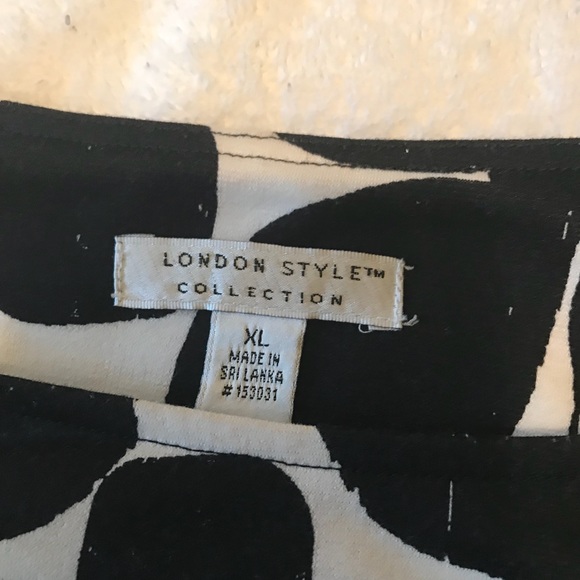 LONDON STYLE™
COLLECTION
XL
MADE IN
SRI LANKA
#153031